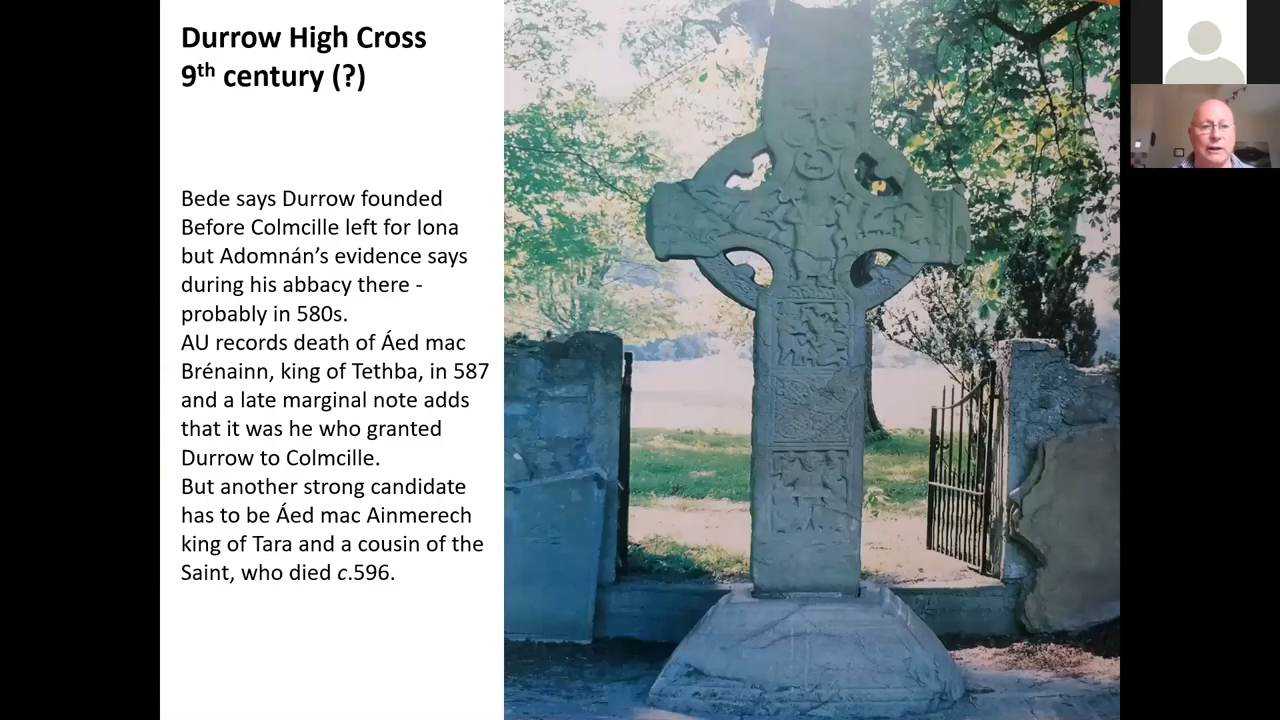 Durrow High Cross
9th century (?)
Bede says Durrow founded
Before Colmcille left for Iona
but Adomnán’s evidence says
during his abbacy there -
probably in 580s.
AU records death of Áed mac
Brénainn, king of Tethba, in 587
and a late marginal note adds
that it was he who granted
Durrow to Colmcille.
But another strong candidate
has to be Áed mac Ainmerech
king of Tara and a cousin of the
Saint, who died c.596.